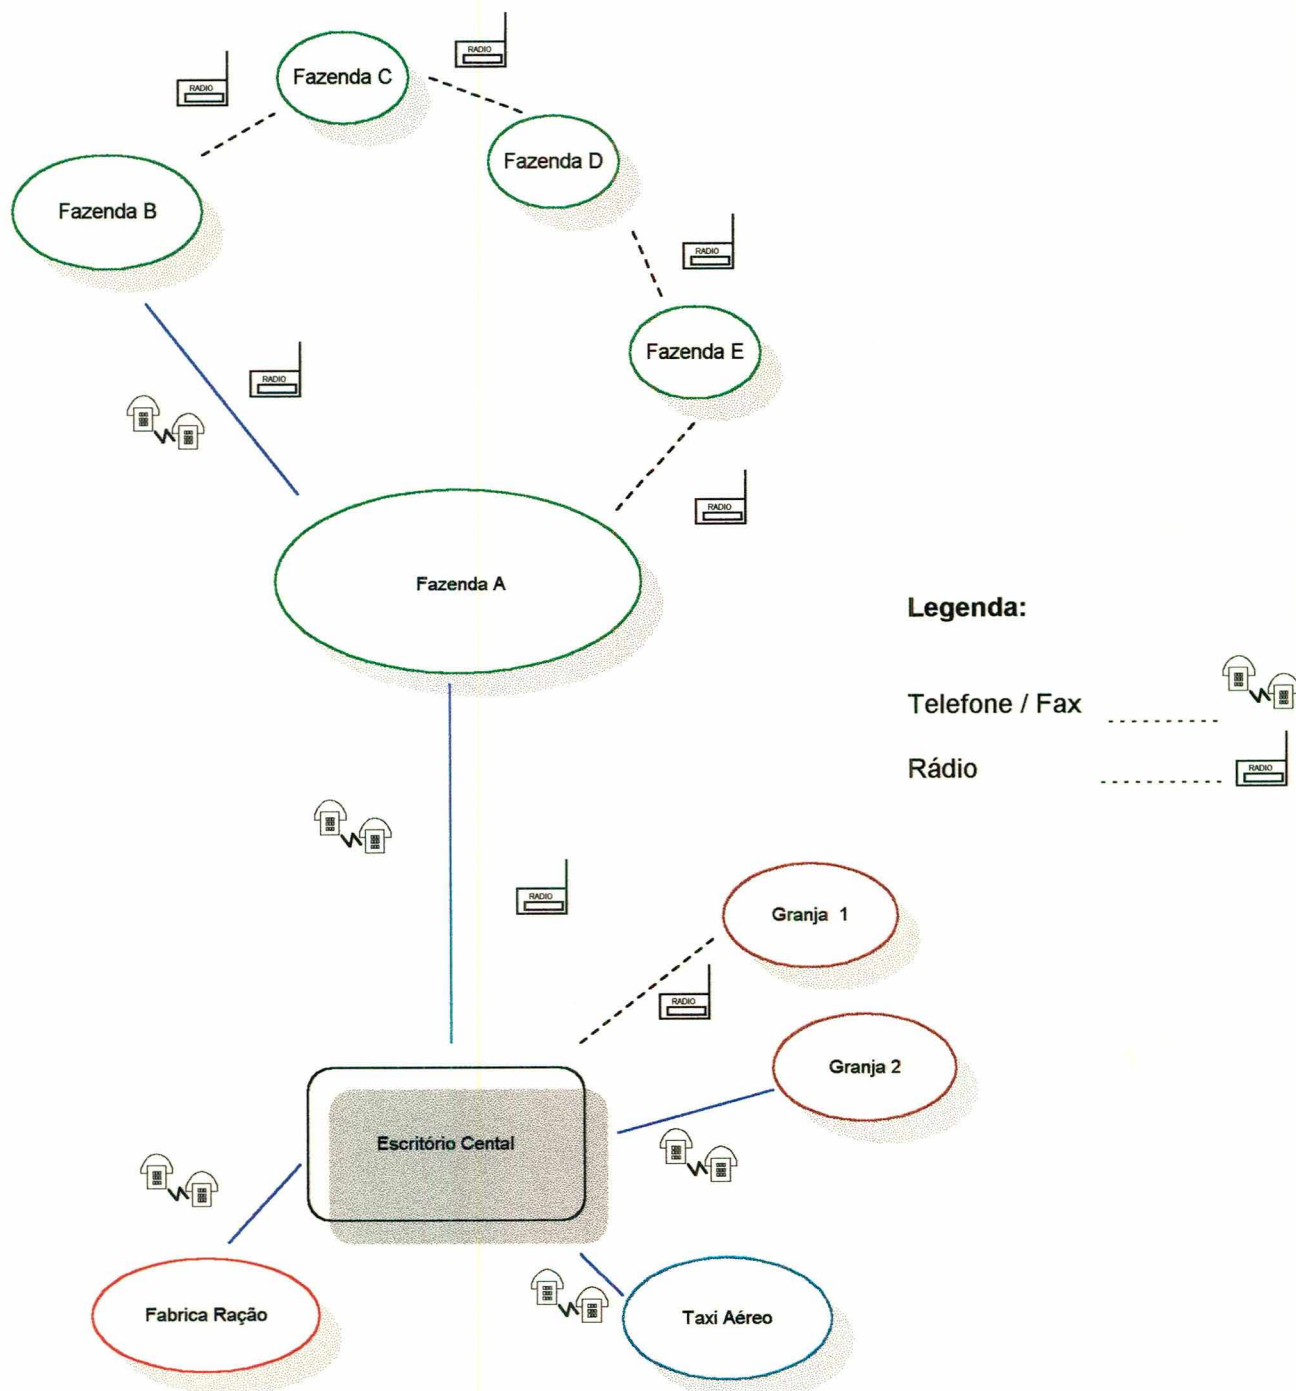 RADIO
Fazenda C
RADIO
Fazenda D
Fazenda B
RADIO
Fazenda E
RADIO
RADIO
Fazenda A
Legenda:
Telefone / Fax ............
Rádio ............ RADIO
RADIO
Granja 1
RADIO
Granja 2
Escritório Cental
Fabrica Ração
Taxi Aéreo